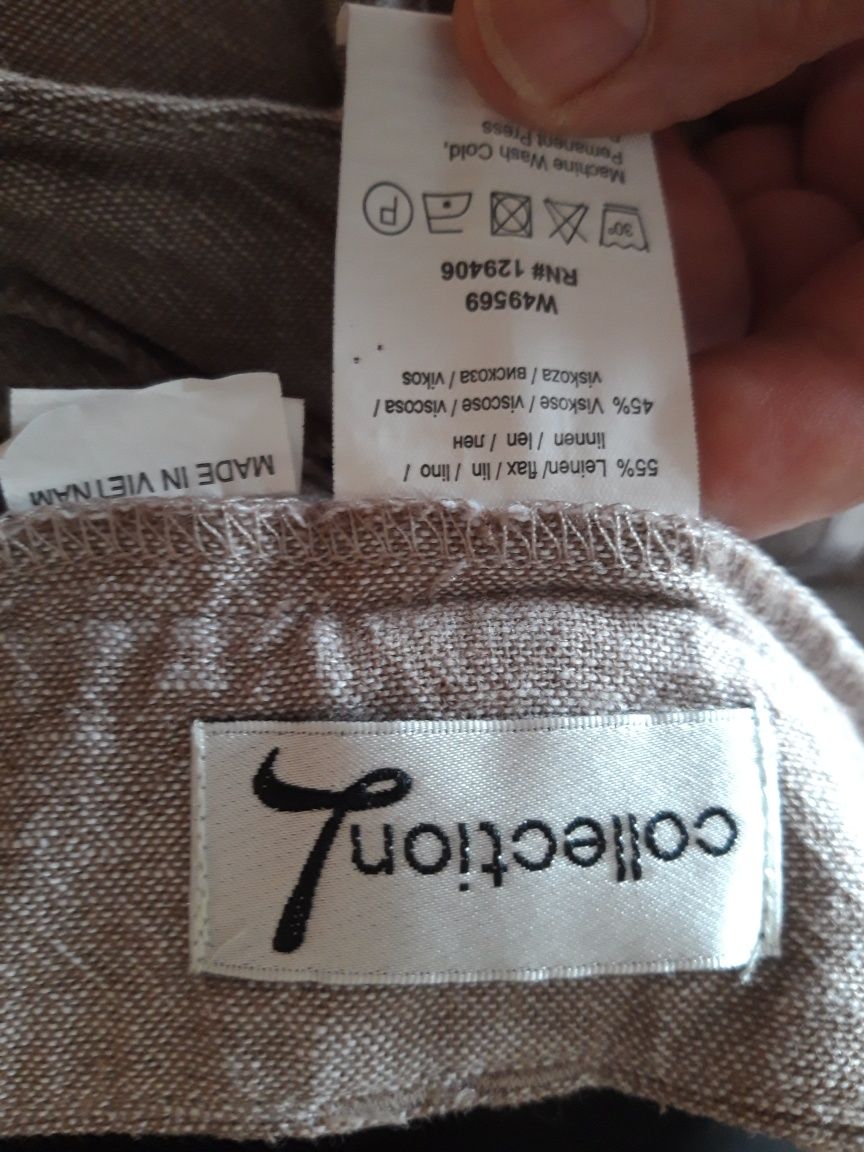 collection L
55% Leinen/flax / lin / lino /
linnen / len / лен
45% Viskose / viscose / viscosa /
viskoza / вискоза / vikos
W49569
RN# 129406
30° P
Machine Wash Cold,
Pemanent Press
MADE IN VIETNAM